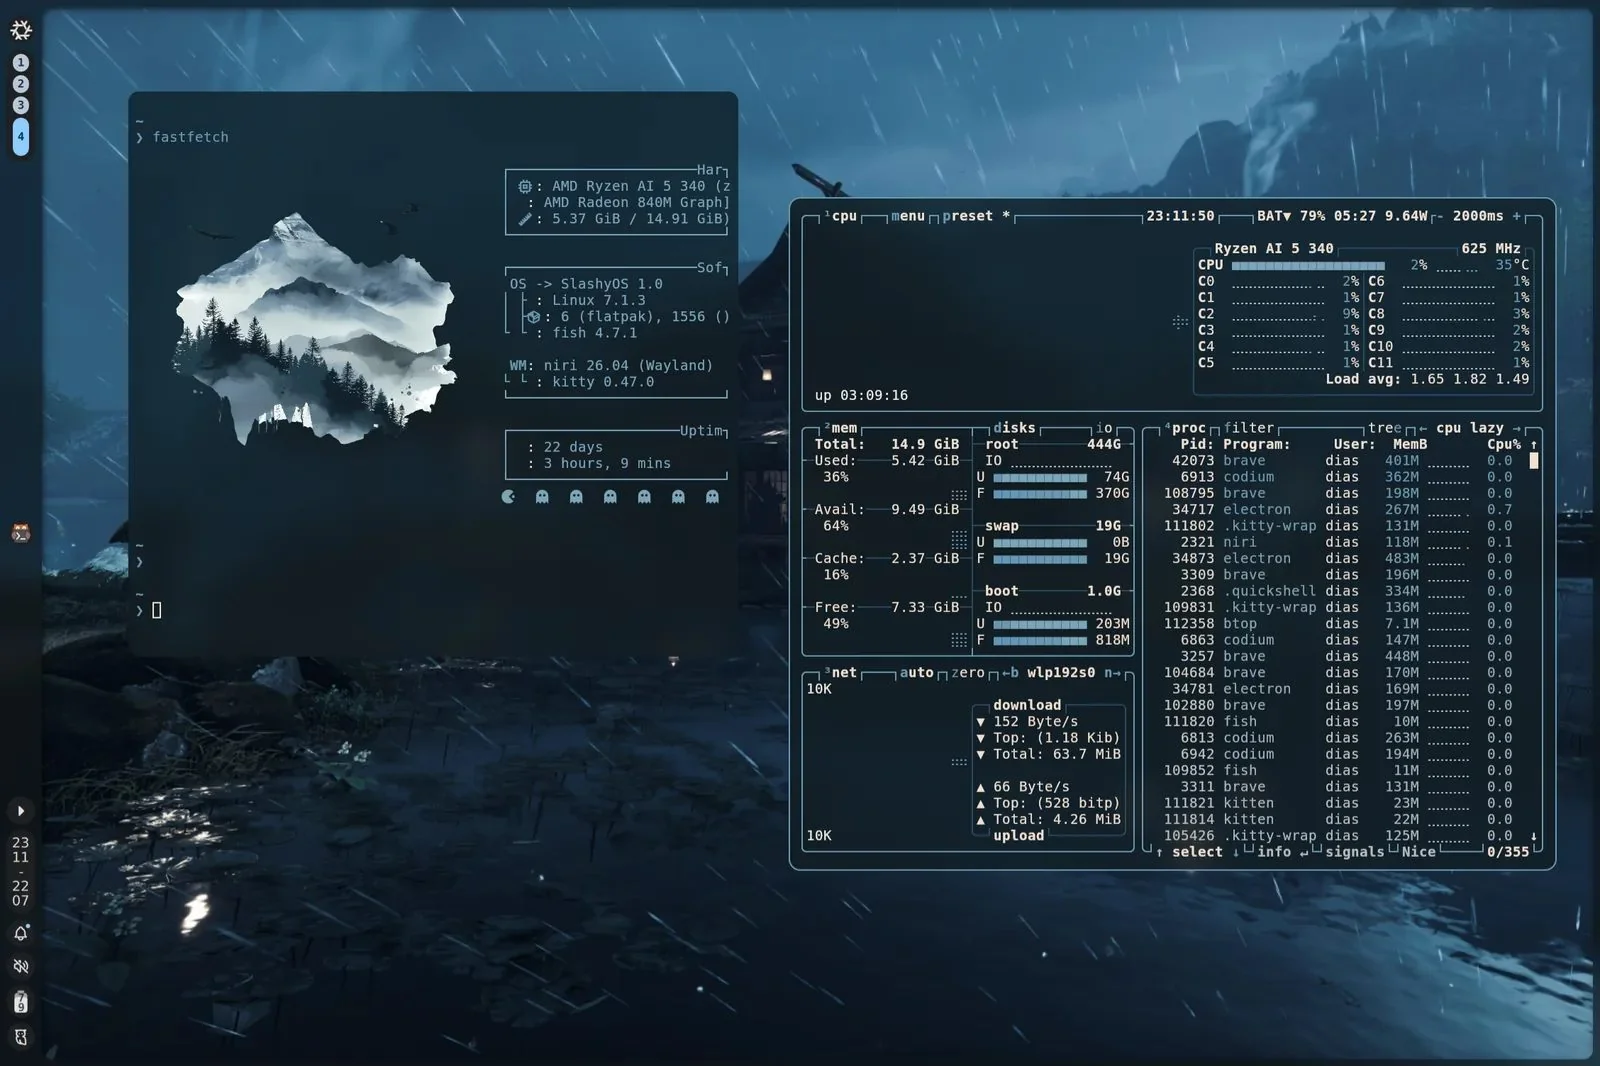 1
2
3
4
23
11
-
22
07
79
~
❯ fastfetch
Har
: AMD Ryzen AI 5 340 (z
: AMD Radeon 840M Graph]
: 5.37 GiB / 14.91 GiB)
Sof
OS -> SlashyOS 1.0
: Linux 7.1.3
: 6 (flatpak), 1556 ()
: fish 4.7.1
WM: niri 26.04 (Wayland)
: kitty 0.47.0
Uptim
: 22 days
: 3 hours, 9 mins
~
❯
~
❯
¹cpu menu preset * 23:11:50 BAT▼ 79% 05:27 9.64W - 2000ms +
Ryzen AI 5 340 625 MHz
CPU 2% 35°C
C0 2% C6 1%
C1 1% C7 1%
C2 9% C8 3%
C3 1% C9 2%
C4 1% C10 2%
C5 1% C11 1%
Load avg: 1.65 1.82 1.49
up 03:09:16
²mem
Total: 14.9 GiB
Used: 5.42 GiB
36%
Avail: 9.49 GiB
64%
Cache: 2.37 GiB
16%
Free: 7.33 GiB
49%
disks io
root 444G
IO
U 74G
F 370G
swap 19G
U 0B
F 19G
boot 1.0G
IO
U 203M
F 818M
³net auto zero ←b wlp192s0 n→
10K
download
▼ 152 Byte/s
▼ Top: (1.18 Kib)
▼ Total: 63.7 MiB
▲ 66 Byte/s
▲ Top: (528 bitp)
▲ Total: 4.26 MiB
upload
10K
⁴proc filter tree ← cpu lazy →
Pid: Program: User: MemB Cpu% ↑
42073 brave dias 401M 0.0
6913 codium dias 362M 0.0
108795 brave dias 198M 0.0
34717 electron dias 267M 0.7
111802 .kitty-wrap dias 131M 0.0
2321 niri dias 118M 0.1
34873 electron dias 483M 0.0
3309 brave dias 196M 0.0
2368 .quickshell dias 334M 0.0
109831 .kitty-wrap dias 136M 0.0
112358 btop dias 7.1M 0.0
6863 codium dias 147M 0.0
3257 brave dias 448M 0.0
104684 brave dias 170M 0.0
34781 electron dias 169M 0.0
102880 brave dias 197M 0.0
111820 fish dias 10M 0.0
6813 codium dias 263M 0.0
6942 codium dias 194M 0.0
109852 fish dias 11M 0.0
3311 brave dias 131M 0.0
111821 kitten dias 23M 0.0
111814 kitten dias 22M 0.0
105426 .kitty-wrap dias 125M 0.0 ↓
↑ select ↓ info ↵ signals Nice 0/355